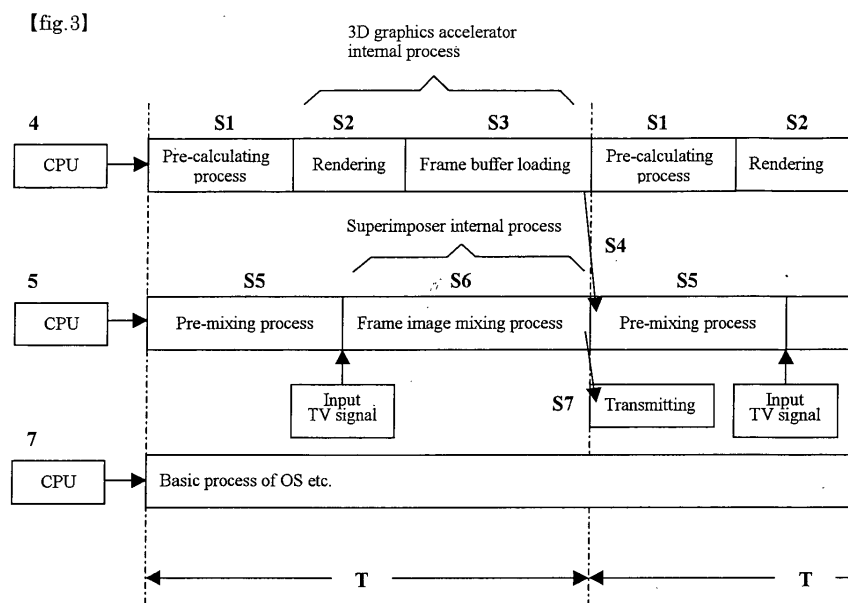 【fig.3】
3D graphics accelerator
internal process
4
S1
S2
S3
S1
S2
CPU
Pre-calculating
process
Rendering
Frame buffer loading
Pre-calculating
process
Rendering
Superimposer internal process
S4
5
S5
S6
S5
CPU
Pre-mixing process
Frame image mixing process
Pre-mixing process
Input
TV signal
S7
Transmitting
Input
TV signal
7
CPU
Basic process of OS etc.
T
T